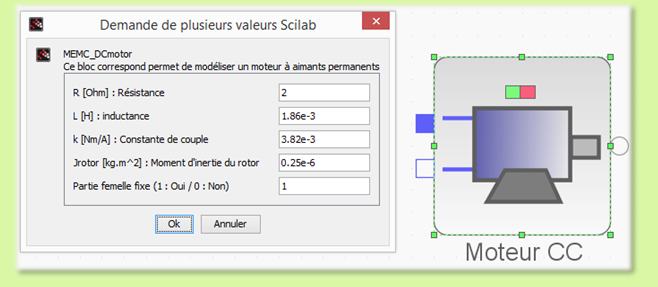 Demande de plusieurs valeurs Scilab
MEMC_DCmotor
Ce bloc correspond permet de modéliser un moteur à aimants permanents
R [Ohm] : Résistance
2
L [H] : inductance
1.86e-3
k [Nm/A] : Constante de couple
3.82e-3
Jrotor [kg.m^2] : Moment d'inertie du rotor
0.25e-6
Partie femelle fixe (1 : Oui / 0 : Non)
1
Ok
Annuler
Moteur CC